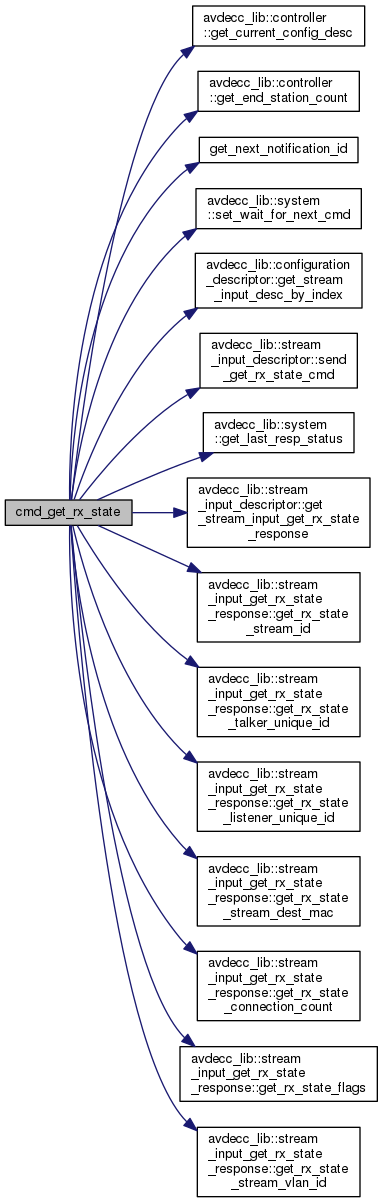 avdecc_lib::controller
::get_current_config_desc
avdecc_lib::controller
::get_end_station_count
get_next_notification_id
avdecc_lib::system
::set_wait_for_next_cmd
avdecc_lib::configuration
_descriptor::get_stream
_input_desc_by_index
avdecc_lib::stream
_input_descriptor::send
_get_rx_state_cmd
avdecc_lib::system
::get_last_resp_status
cmd_get_rx_state
avdecc_lib::stream
_input_descriptor::get
_stream_input_get_rx_state
_response
avdecc_lib::stream
_input_get_rx_state
_response::get_rx_state
_stream_id
avdecc_lib::stream
_input_get_rx_state
_response::get_rx_state
_talker_unique_id
avdecc_lib::stream
_input_get_rx_state
_response::get_rx_state
_listener_unique_id
avdecc_lib::stream
_input_get_rx_state
_response::get_rx_state
_stream_dest_mac
avdecc_lib::stream
_input_get_rx_state
_response::get_rx_state
_connection_count
avdecc_lib::stream
_input_get_rx_state
_response::get_rx_state_flags
avdecc_lib::stream
_input_get_rx_state
_response::get_rx_state
_stream_vlan_id